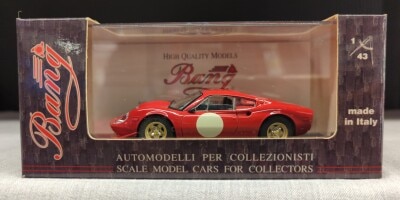 Bang
HIGH QUALITY MODELS
Bang
1/43
made
in Italy
AUTOMODELLI PER COLLEZIONISTI
SCALE MODEL CARS FOR COLLECTORS